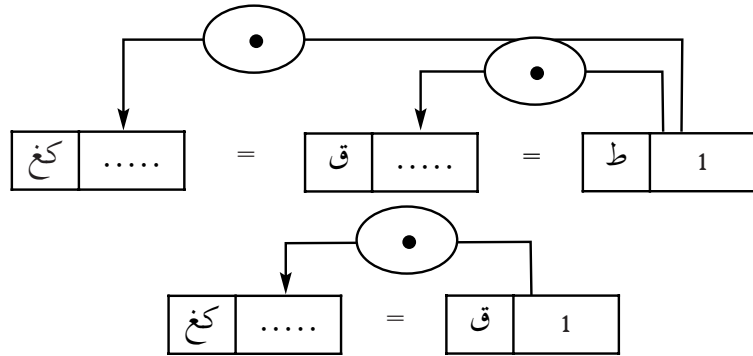 1 ط = ..... ق = ..... كغ
1 ق = ..... كغ